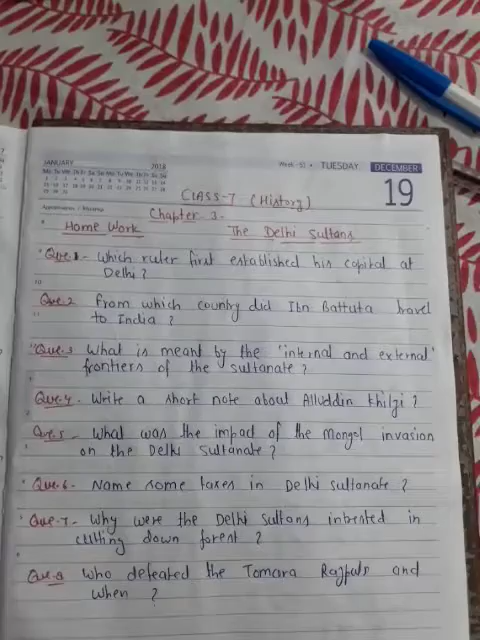 JANUARY 2018
Week - 51 • TUESDAY DECEMBER
19
CLASS-7 (History)
Chapter 3-
Home Work The Delhi Sultans
Que.1- Which ruler first established his capital at
Delhi ?
Que.2 From which country did Ibn Battuta travel
to India ?
Que.3 What is meant by the 'internal and external'
frontiers of the sultanate ?
Que.4- Write a short note about Alluddin Khilzi ?
Que.5- What was the impact of the Mongol invasion
on the Delhi Sultanate ?
Que.6- Name some taxes in Delhi sultanate ?
Que.7- Why were the Delhi sultans intrested in
cutting down forest ?
Que.8 Who defeated the Tomara Rajputs and
when ?